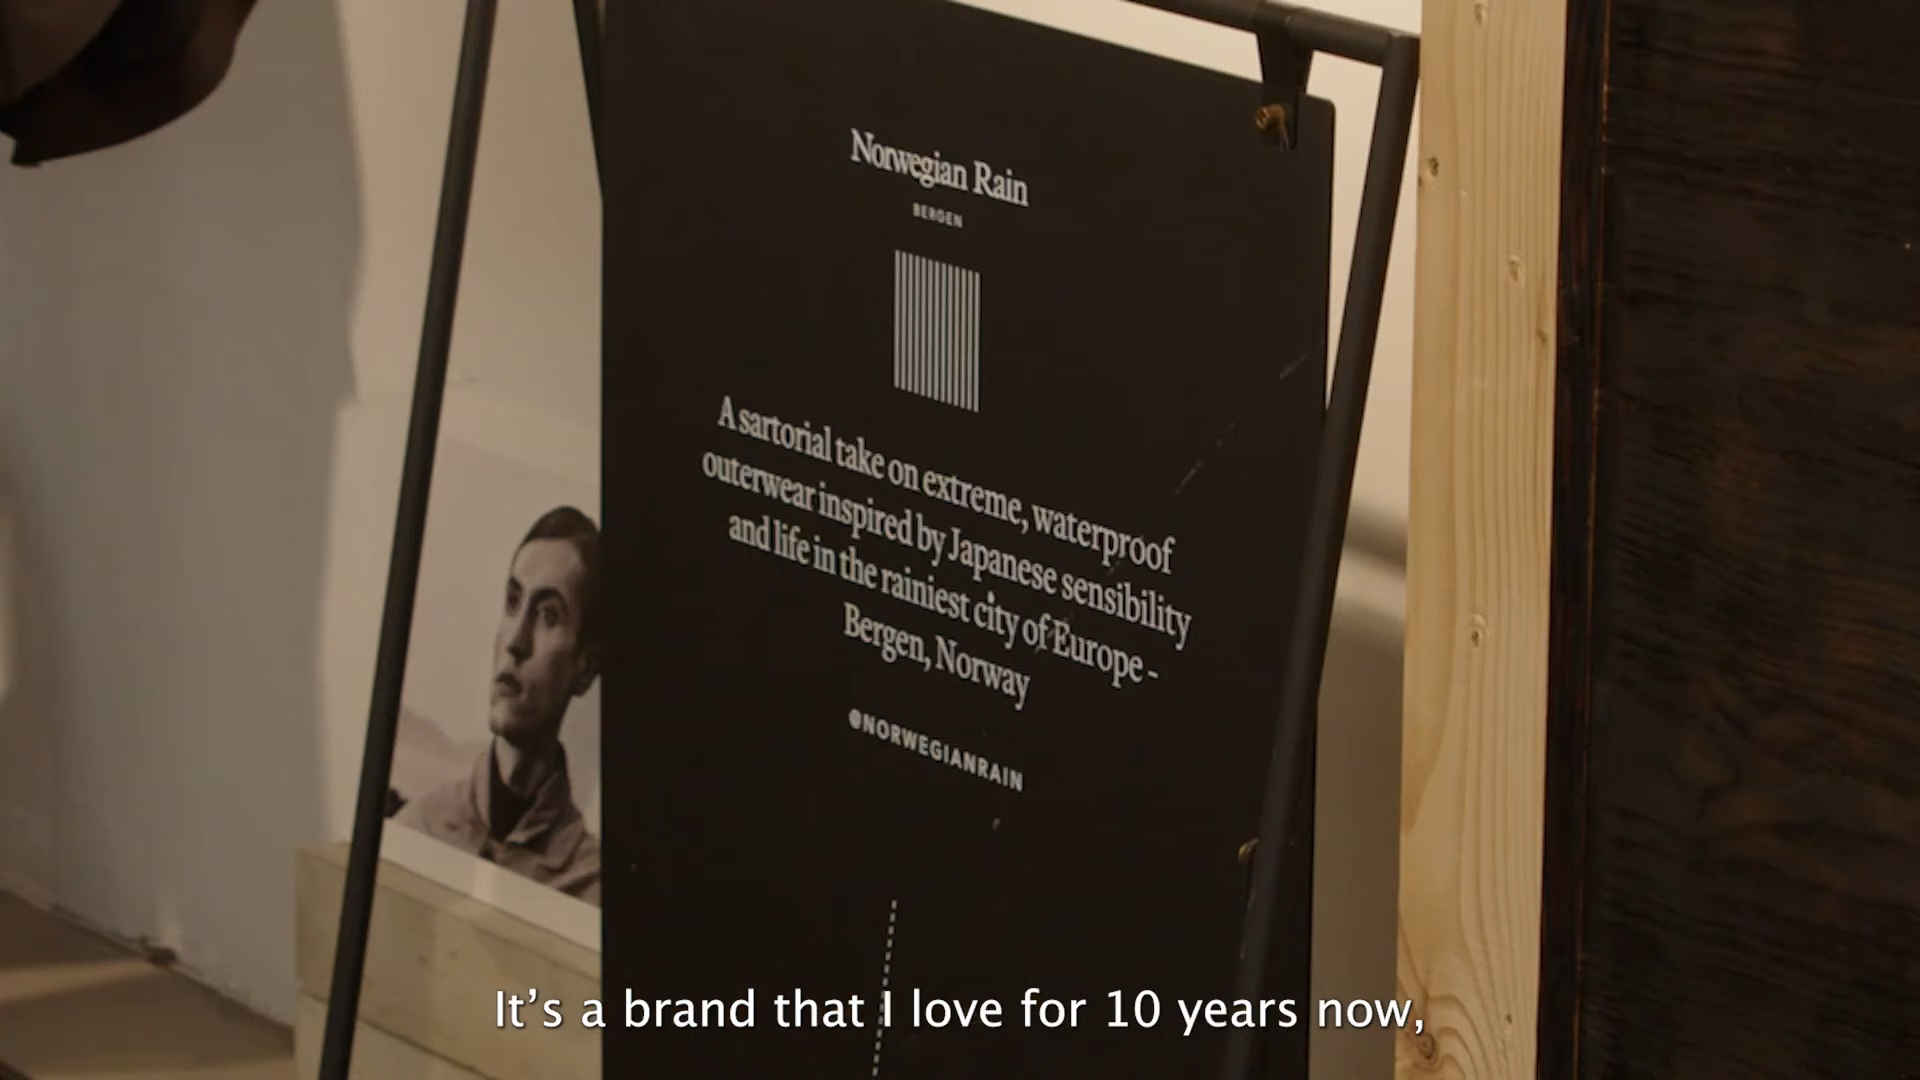 Norwegian Rain
BERGEN
A sartorial take on extreme, waterproof
outerwear inspired by Japanese sensibility
and life in the rainiest city of Europe -
Bergen, Norway
@NORWEGIANRAIN
It’s a brand that I love for 10 years now,